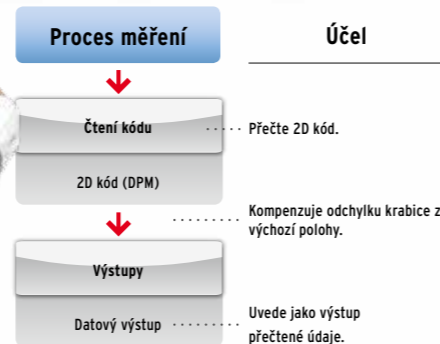 Proces měření
Účel
Čtení kódu
Přečte 2D kód.
2D kód (DPM)
Kompenzuje odchylku krabice z
výchozí polohy.
Výstupy
Datový výstup
Uvede jako výstup
přečtené údaje.